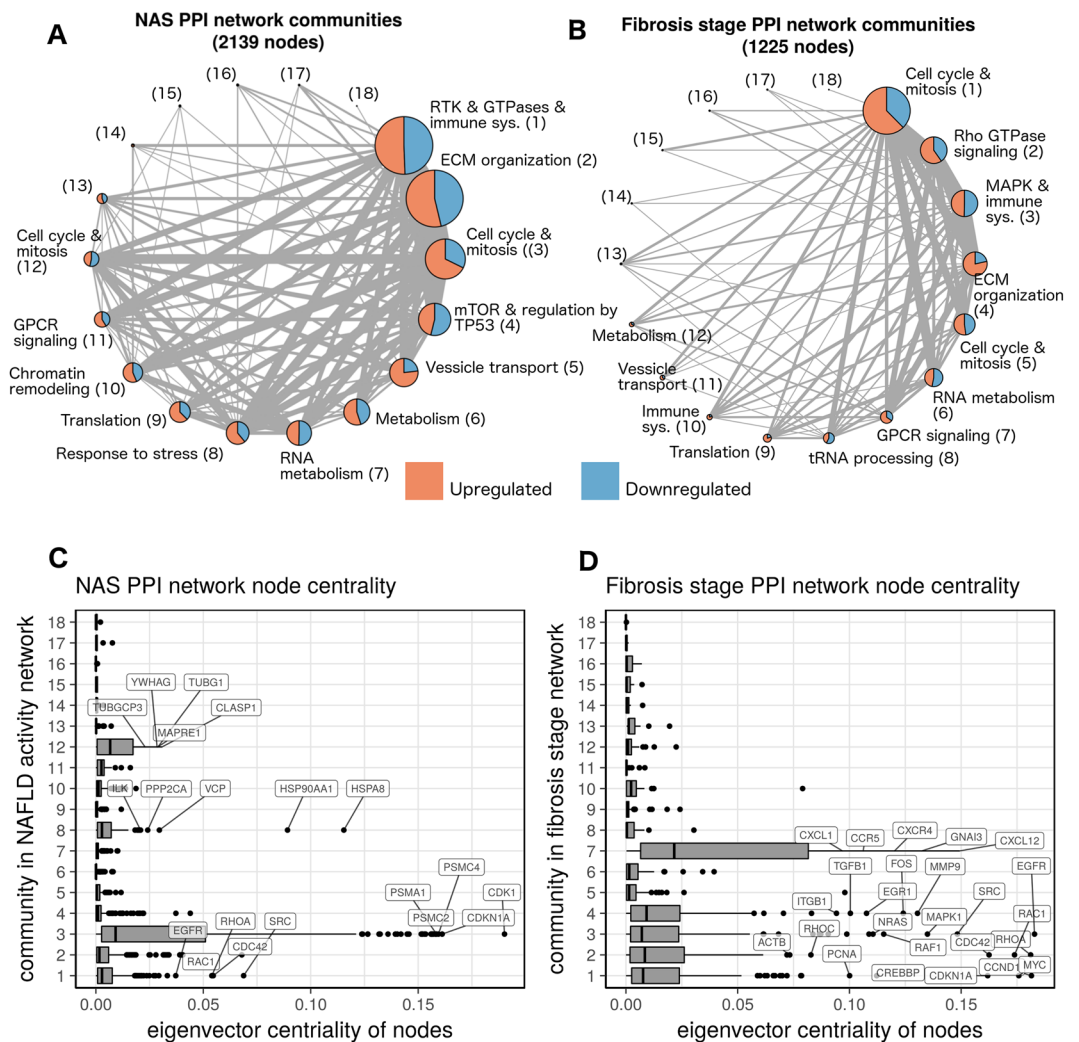 A
NAS PPI network communities
(2139 nodes)
(15)
(16)
(17)
(18)
(14)
(13)
RTK & GTPases &
immune sys. (1)
ECM organization (2)
Cell cycle &
mitosis ((3)
mTOR & regulation by
TP53 (4)
Vessicle transport (5)
Metabolism (6)
RNA
metabolism (7)
Response to stress (8)
Translation (9)
Chromatin
remodeling (10)
GPCR
signaling (11)
Cell cycle &
mitosis
(12)
B
Fibrosis stage PPI network communities
(1225 nodes)
(18)
(17)
(16)
(15)
(14)
(13)
Cell cycle &
mitosis (1)
Rho GTPase
signaling (2)
MAPK &
immune
sys. (3)
ECM
organization
(4)
Cell cycle &
mitosis (5)
RNA metabolism
(6)
GPCR signaling (7)
tRNA processing (8)
Translation (9)
Immune
sys. (10)
Vessicle
transport (11)
Metabolism (12)
Upregulated
Downregulated
C
NAS PPI network node centrality
community in NAFLD activity network
18
17
16
15
14
13
12
11
10
9
8
7
6
5
4
3
2
1
YWHAG
TUBG1
TUBGCP3
CLASP1
MAPRE1
ILK
PPP2CA
VCP
HSP90AA1
HSPA8
PSMC4
PSMA1
CDK1
PSMC2
CDKN1A
EGFR
RHOA
SRC
CDC42
RAC1
0.00
0.05
0.10
0.15
eigenvector centriality of nodes
D
Fibrosis stage PPI network node centrality
community in fibrosis stage network
18
17
16
15
14
13
12
11
10
9
8
7
6
5
4
3
2
1
CXCL1
CCR5
CXCR4
GNAI3
CXCL12
TGFB1
FOS
MMP9
EGFR
ITGB1
EGR1
SRC
RHOC
NRAS
MAPK1
RAC1
ACTB
RAF1
CDC42
RHOA
PCNA
CREBBP
CDKN1A
CCND1
MYC
0.00
0.05
0.10
0.15
eigenvector centriality of nodes